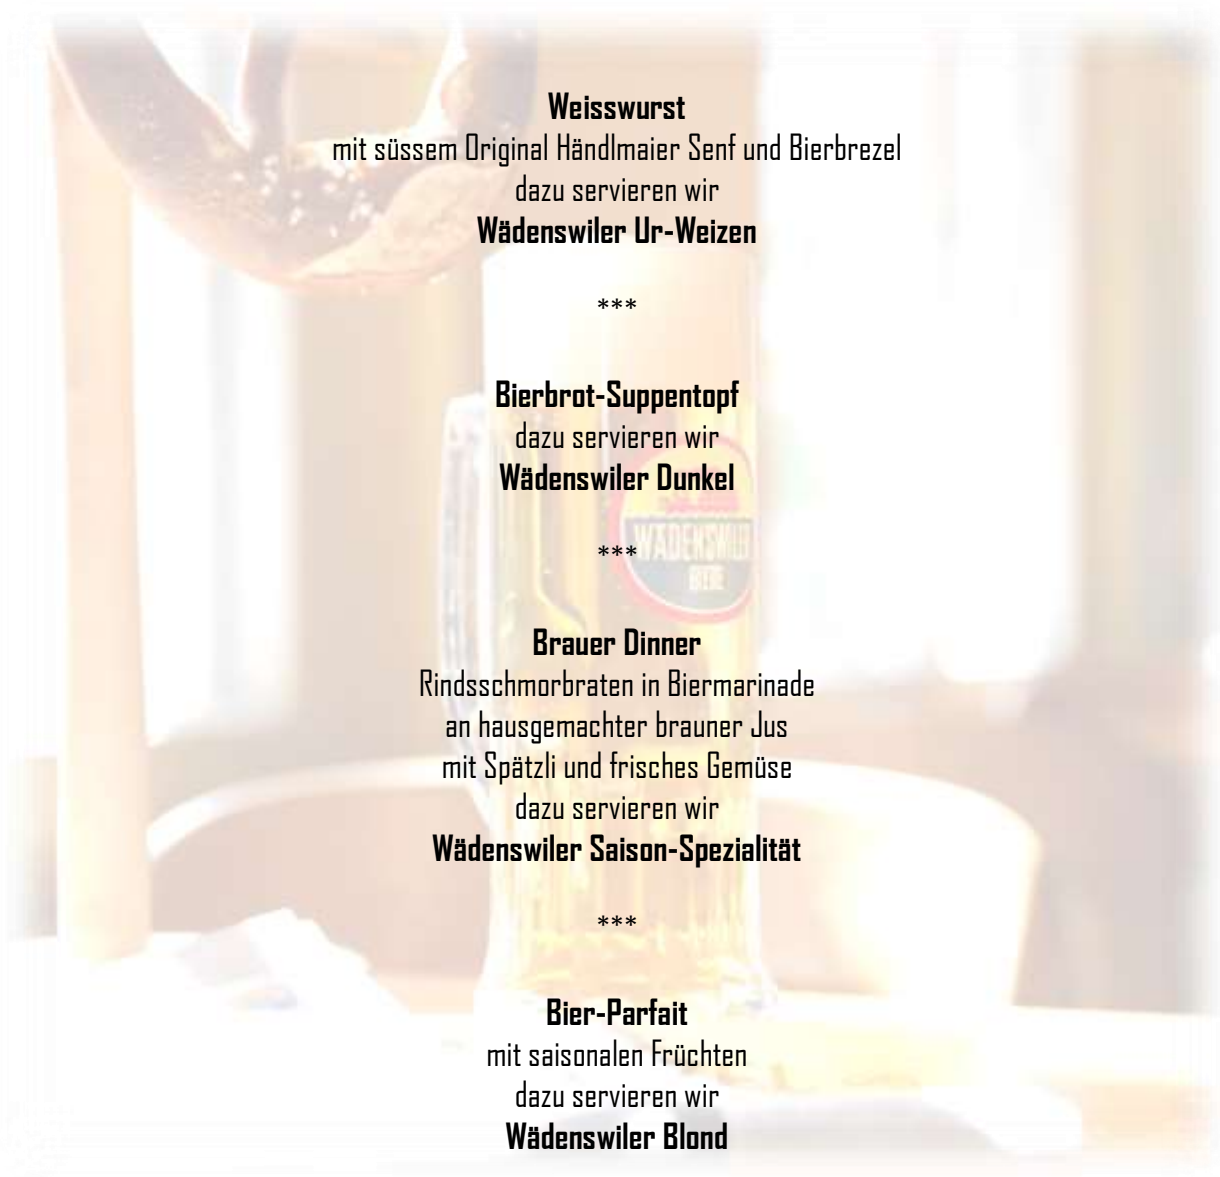 Weisswurst
mit süssem Original Händlmaier Senf und Bierbrezel
dazu servieren wir
Wädenswiler Ur-Weizen
***
Bierbrot-Suppentopf
dazu servieren wir
Wädenswiler Dunkel
***
WÄDENSWILER
Brauer Dinner
Rindsschmorbraten in Biermarinade
an hausgemachter brauner Jus
mit Spätzli und frisches Gemüse
dazu servieren wir
Wädenswiler Saison-Spezialität
***
Bier-Parfait
mit saisonalen Früchten
dazu servieren wir
Wädenswiler Blond